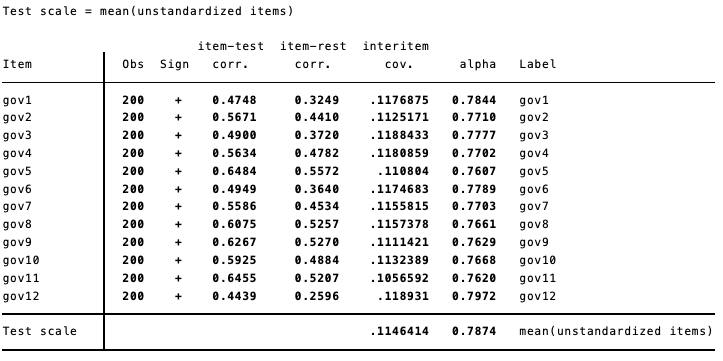 Test scale = mean(unstandardized items)
item-test item-rest interitem
Item Obs Sign corr. corr. cov. alpha Label
gov1 200 + 0.4748 0.3249 .1176875 0.7844 gov1
gov2 200 + 0.5671 0.4410 .1125171 0.7710 gov2
gov3 200 + 0.4900 0.3720 .1188433 0.7777 gov3
gov4 200 + 0.5634 0.4782 .1180859 0.7702 gov4
gov5 200 + 0.6484 0.5572 .110804 0.7607 gov5
gov6 200 + 0.4949 0.3640 .1174683 0.7789 gov6
gov7 200 + 0.5586 0.4534 .1155815 0.7703 gov7
gov8 200 + 0.6075 0.5257 .1157378 0.7661 gov8
gov9 200 + 0.6267 0.5270 .1111421 0.7629 gov9
gov10 200 + 0.5925 0.4884 .1132389 0.7668 gov10
gov11 200 + 0.6455 0.5207 .1056592 0.7620 gov11
gov12 200 + 0.4439 0.2596 .118931 0.7972 gov12
Test scale .1146414 0.7874 mean(unstandardized items)